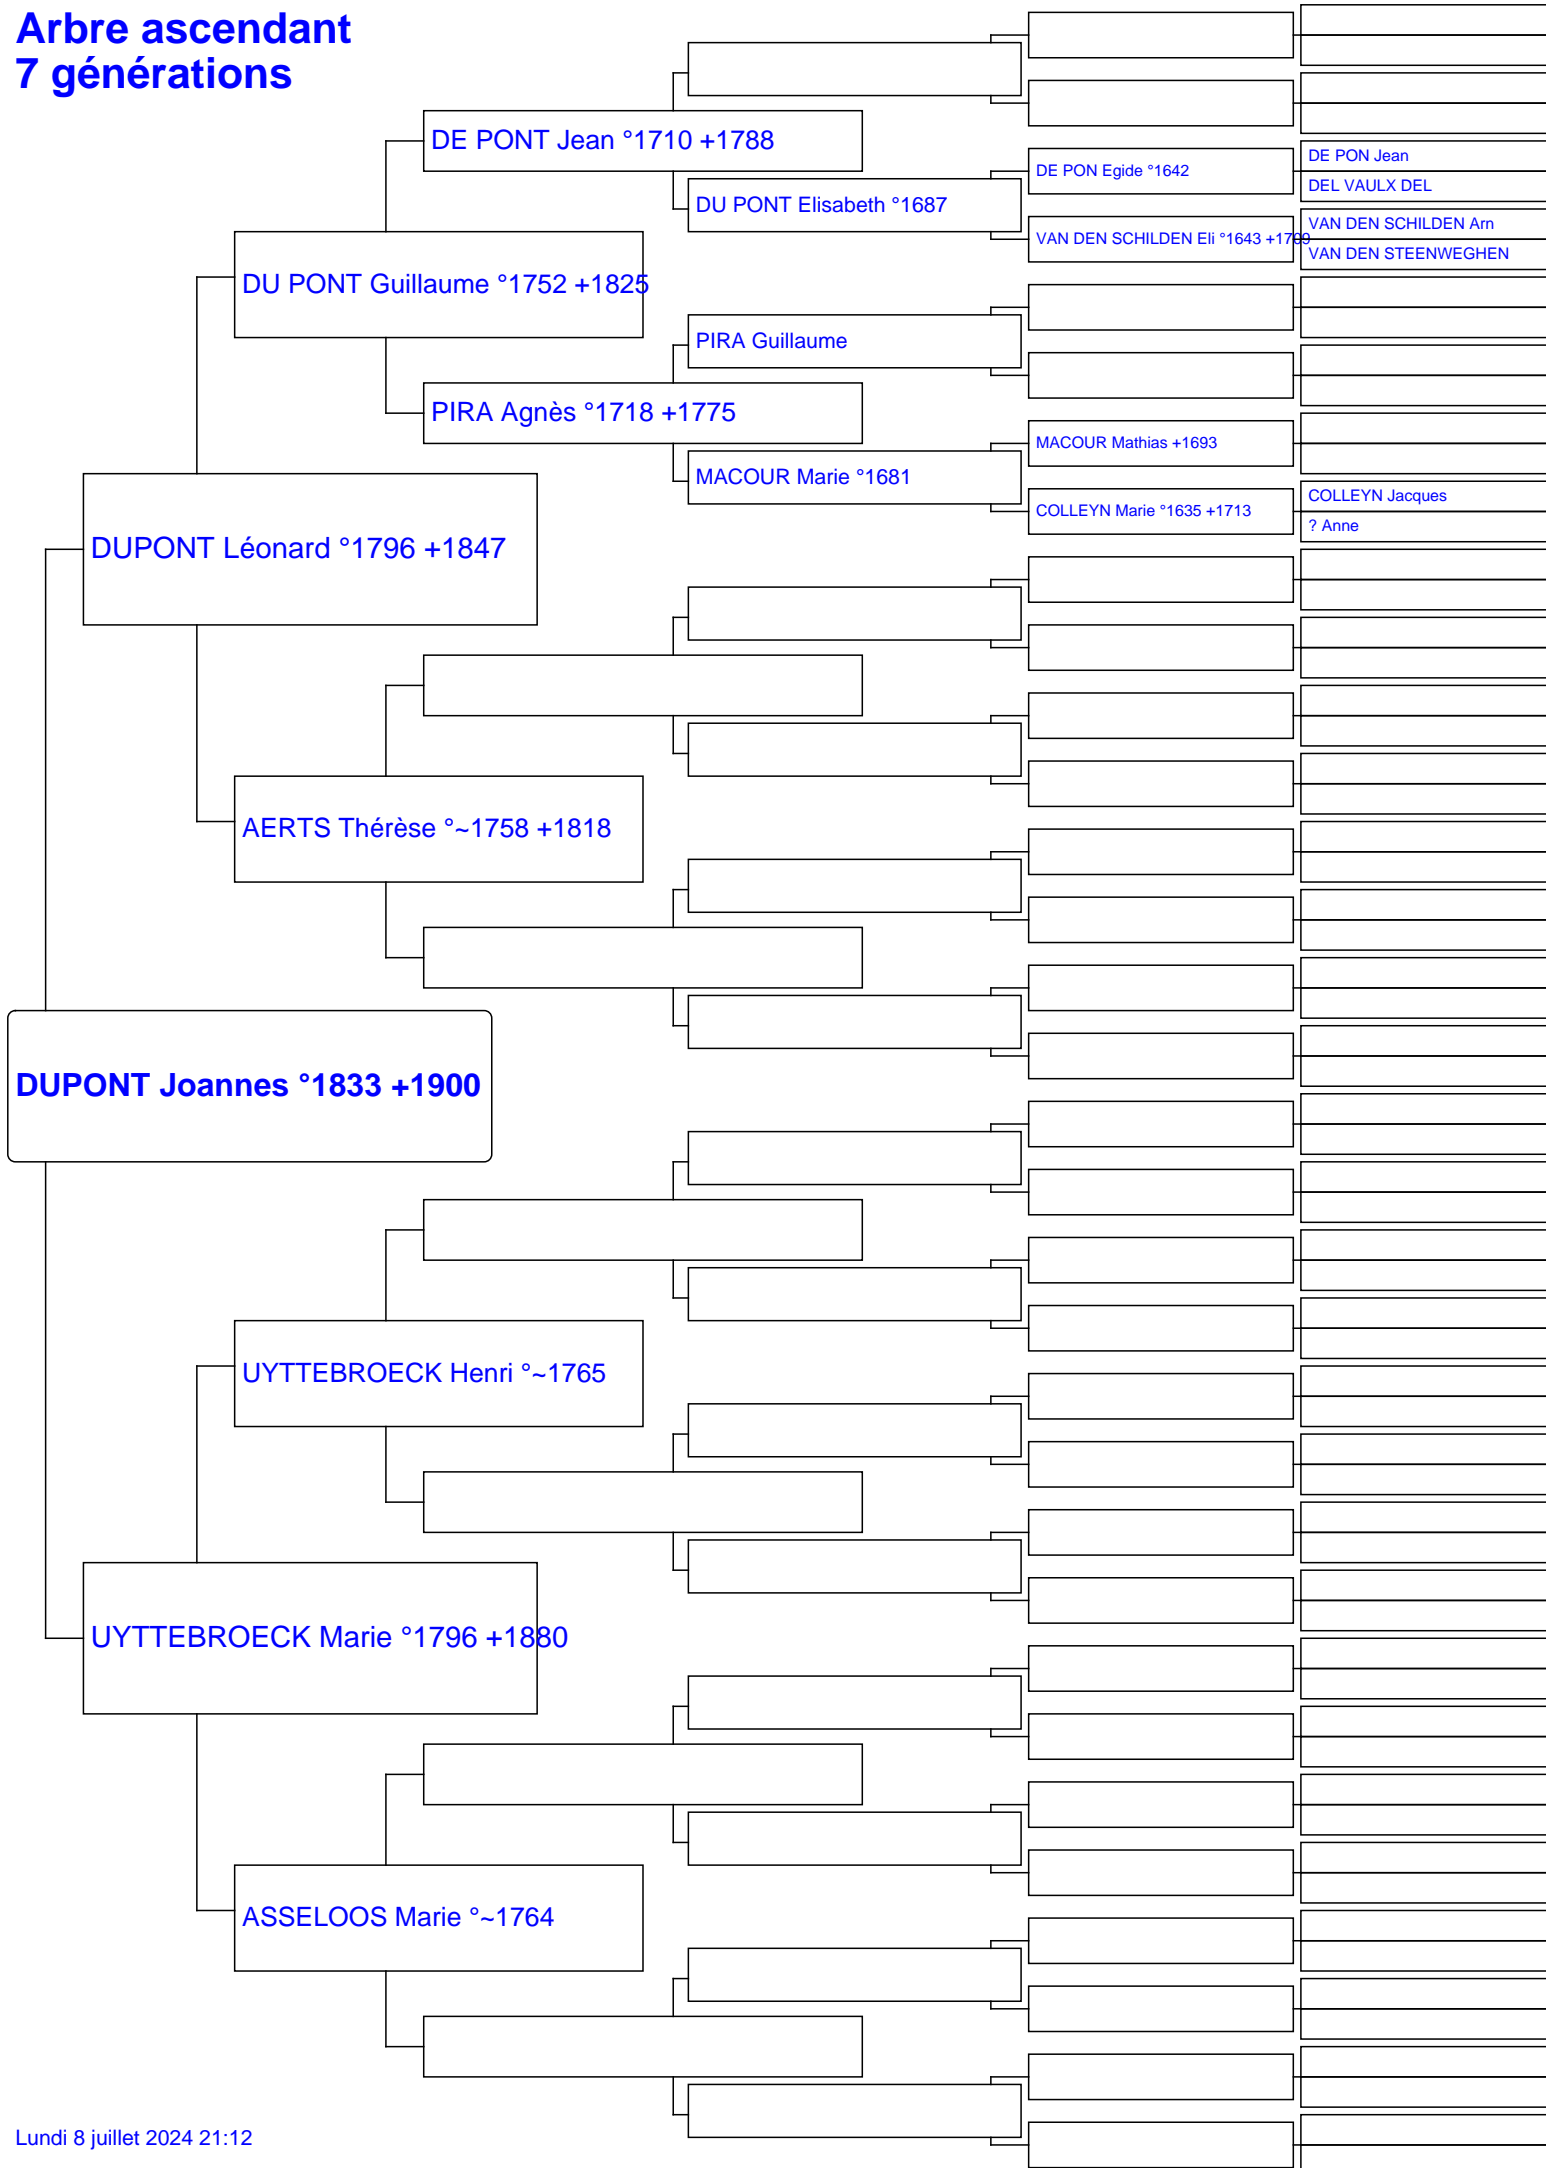 Arbre ascendant
7 générations
DE PONT Jean °1710 +1788
DE PON Jean
DE PON Egide °1642
DEL VAULX DEL
DU PONT Elisabeth °1687
VAN DEN SCHILDEN Arn
VAN DEN SCHILDEN Eli °1643 +1709
VAN DEN STEENWEGHEN
DU PONT Guillaume °1752 +1825
PIRA Guillaume
PIRA Agnès °1718 +1775
MACOUR Mathias +1693
MACOUR Marie °1681
COLLEYN Jacques
COLLEYN Marie °1635 +1713
? Anne
DUPONT Léonard °1796 +1847
AERTS Thérèse °~1758 +1818
DUPONT Joannes °1833 +1900
UYTTEBROECK Henri °~1765
UYTTEBROECK Marie °1796 +1880
ASSELOOS Marie °~1764
Lundi 8 juillet 2024 21:12